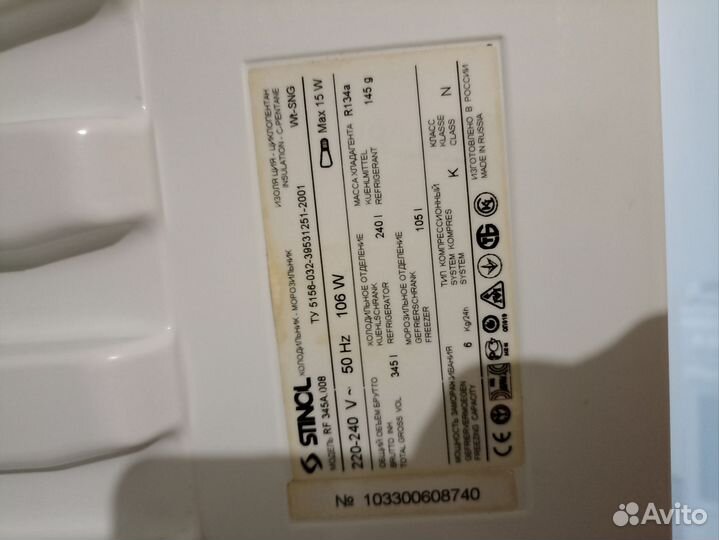 STINOL
ХОЛОДИЛЬНИК - МОРОЗИЛЬНИК
ИЗОЛЯЦИЯ - ЦИКЛОПЕНТАН
INSULATION - C-PENTANE
МОДЕЛЬ RF 345A.008
ТУ 5156-032-39531251-2001
Wt-SNG
220-240 V ~ 50 Hz 106 W
Max 15 W
ОБЩИЙ ОБЪЕМ БРУТТО
BRUTTO INH.
TOTAL GROSS VOL
345 l
ХОЛОДИЛЬНОЕ ОТДЕЛЕНИЕ
KUEHLSCHRANK
REFRIGERATOR
240 l
МАССА ХЛАДАГЕНТА
KUEHLMITTEL
REFRIGERANT
R134a
145 g
МОРОЗИЛЬНОЕ ОТДЕЛЕНИЕ
GEFRIERSCHRANK
FREEZER
105 l
МОЩНОСТЬ ЗАМОРАЖИВАНИЯ
GEFRIERVERMOEGEN
FREEZING CAPACITY
6 Kg/24h
ТИП КОМПРЕССИОННЫЙ
SYSTEM KOMPRES
SYSTEM
K
КЛАСС
KLASSE
CLASS
N
CE
ИЗГОТОВЛЕНО В РОССИИ
MADE IN RUSSIA
№ 103300608740
Avito